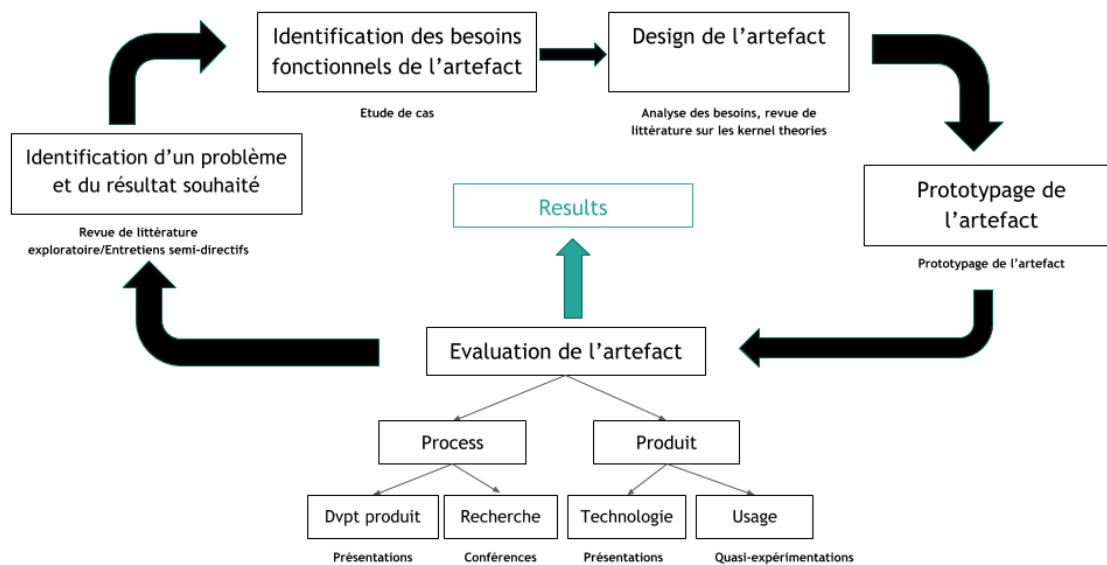 Identification des besoins
fonctionnels de l'artefact
Etude de cas
Design de l'artefact
Analyse des besoins, revue de
littérature sur les kernel theories
Identification d'un problème
et du résultat souhaité
Revue de littérature
exploratoire/Entretiens semi-directifs
Prototypage de
l'artefact
Prototypage de l'artefact
Results
Evaluation de l'artefact
Process
Produit
Dvpt produit
Recherche
Technologie
Usage
Présentations
Conférences
Présentations
Quasi-expérimentations